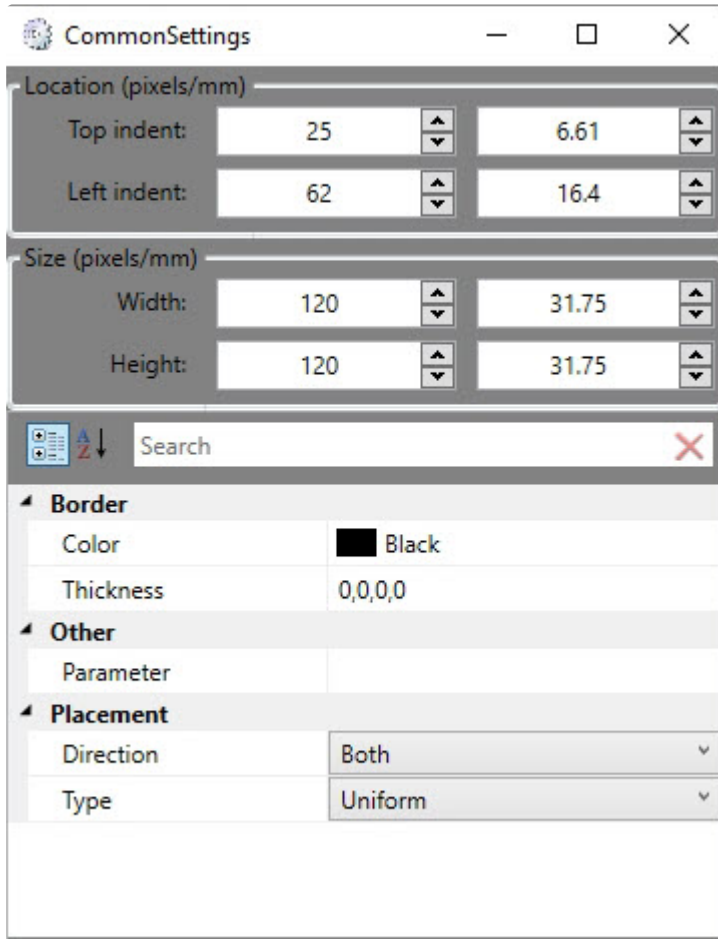 CommonSettings
Location (pixels/mm)
Top indent: 25 6.61
Left indent: 62 16.4
Size (pixels/mm)
Width: 120 31.75
Height: 120 31.75
A Z Search
Border
Color Black
Thickness 0,0,0,0
Other
Parameter
Placement
Direction Both
Type Uniform